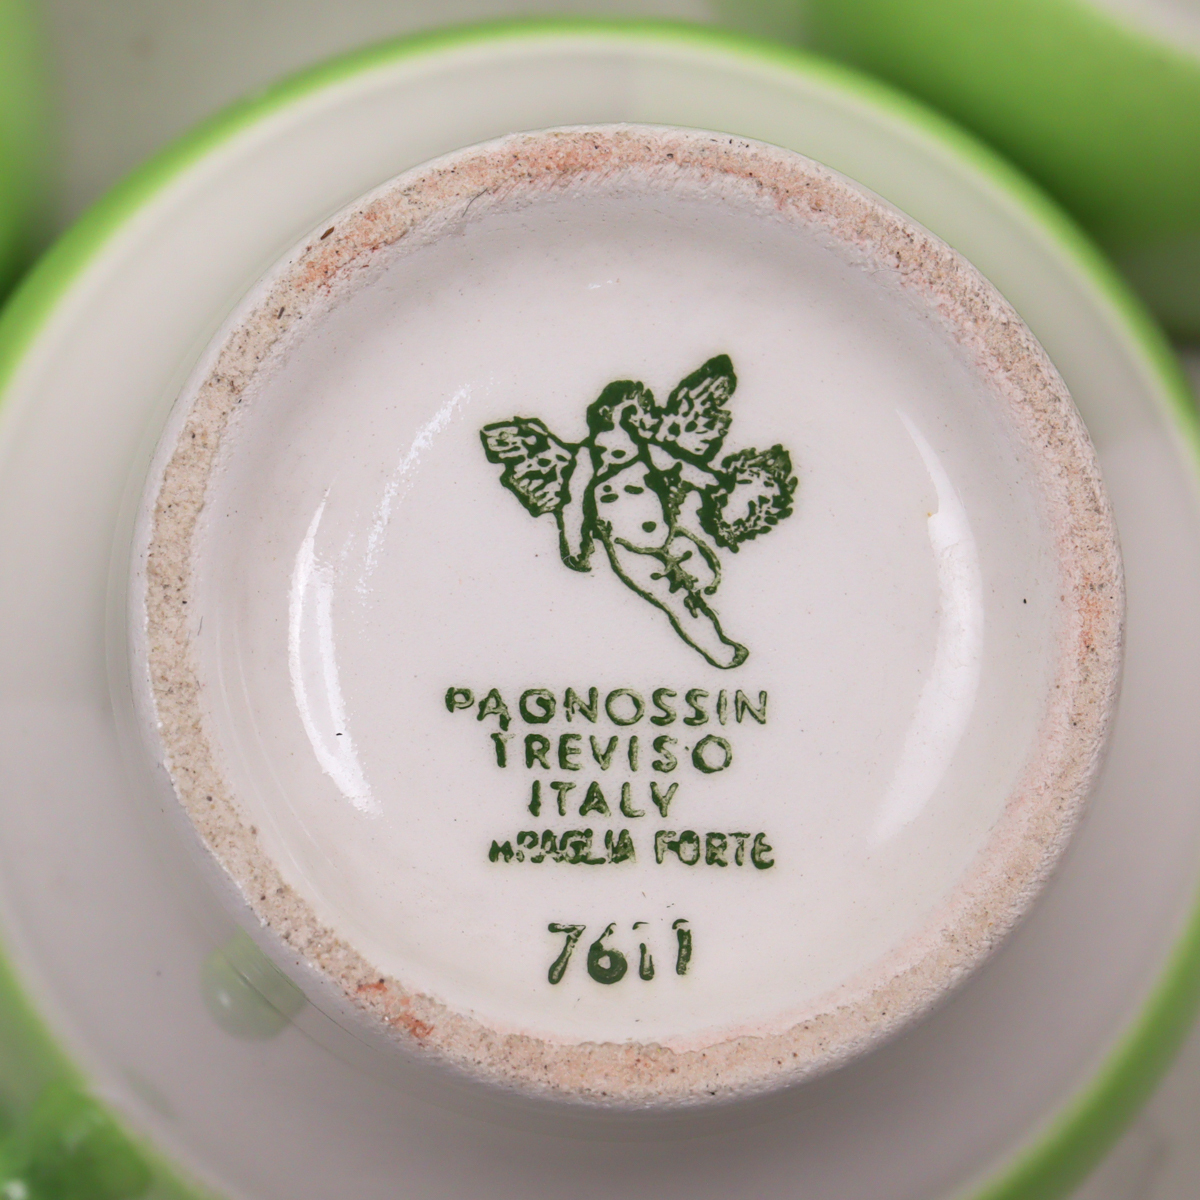 PAGNOSSIN
TREVISO
ITALY
FORTE
7611